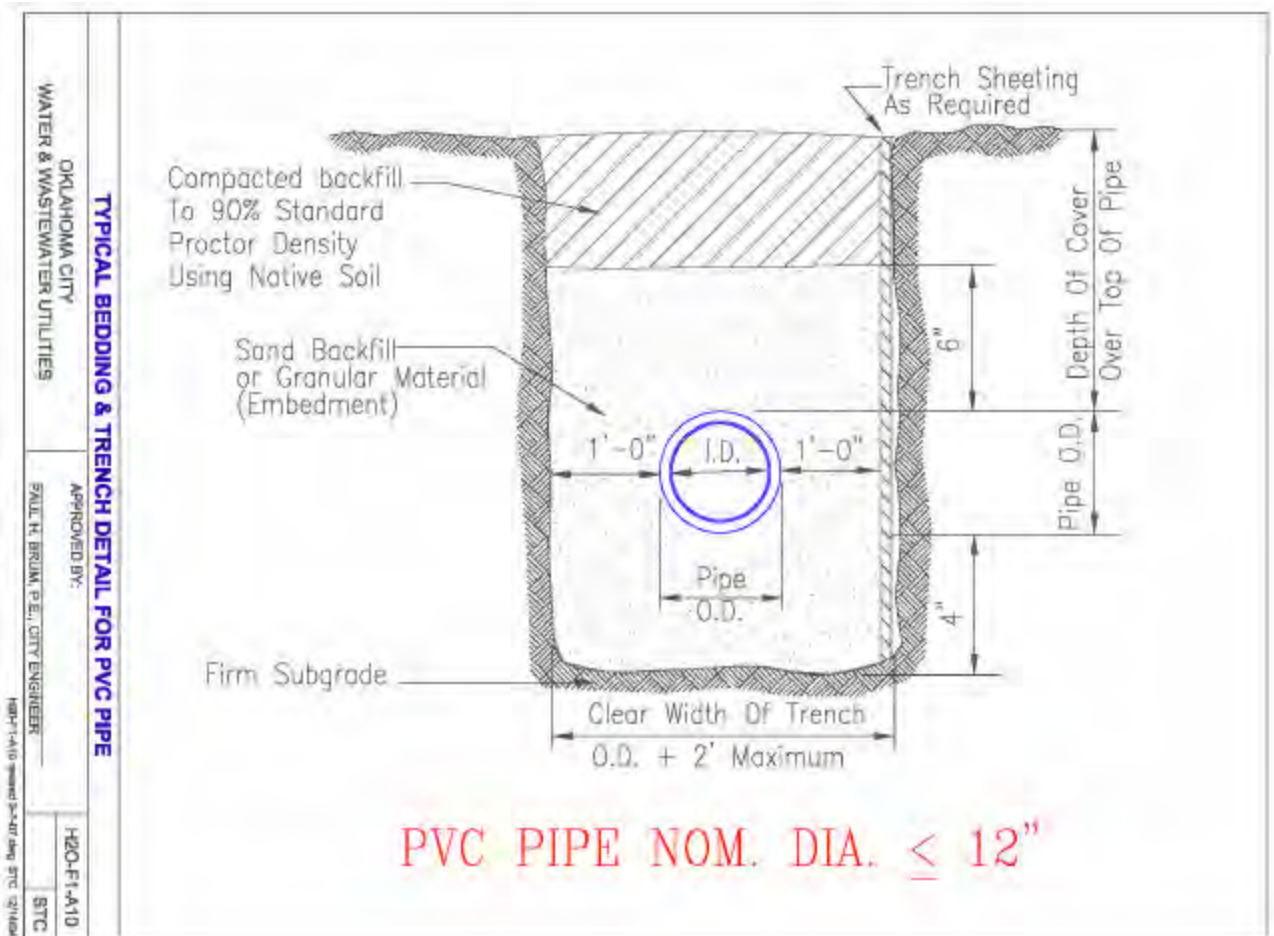 Trench Sheeting
As Required
Compacted backfill
To 90% Standard
Proctor Density
Using Native Soil
Sand Backfill
or Granular Material
(Embedment)
1'-0"
I.D.
1'-0"
6"
Depth Of Cover
Over Top Of Pipe
Pipe O.D.
Pipe
O.D.
4"
Firm Subgrade
Clear Width Of Trench
O.D. + 2' Maximum
PVC PIPE NOM. DIA. ≤ 12"
TYPICAL BEDDING & TRENCH DETAIL FOR PVC PIPE
OKLAHOMA CITY
WATER & WASTEWATER UTILITIES
APPROVED BY:
PAUL H. BRUM, P.E., CITY ENGINEER
H2O-F1-A10
STC